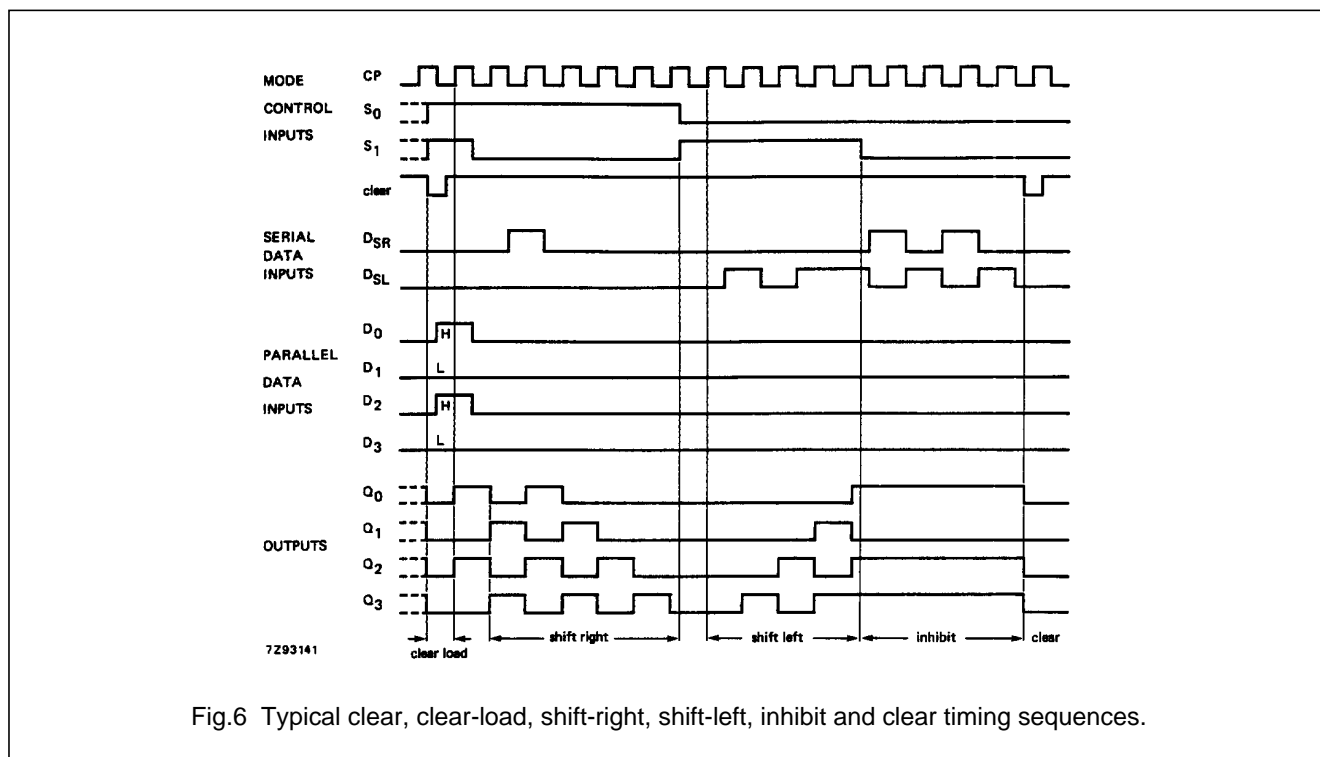 MODE
CONTROL
INPUTS
CP
S0
S1
clear
SERIAL
DATA
INPUTS
DSR
DSL
PARALLEL
DATA
INPUTS
D0
H
D1
L
D2
H
D3
L
OUTPUTS
Q0
Q1
Q2
Q3
shift right
shift left
inhibit
clear
clear load
7Z93141
Fig.6 Typical clear, clear-load, shift-right, shift-left, inhibit and clear timing sequences.